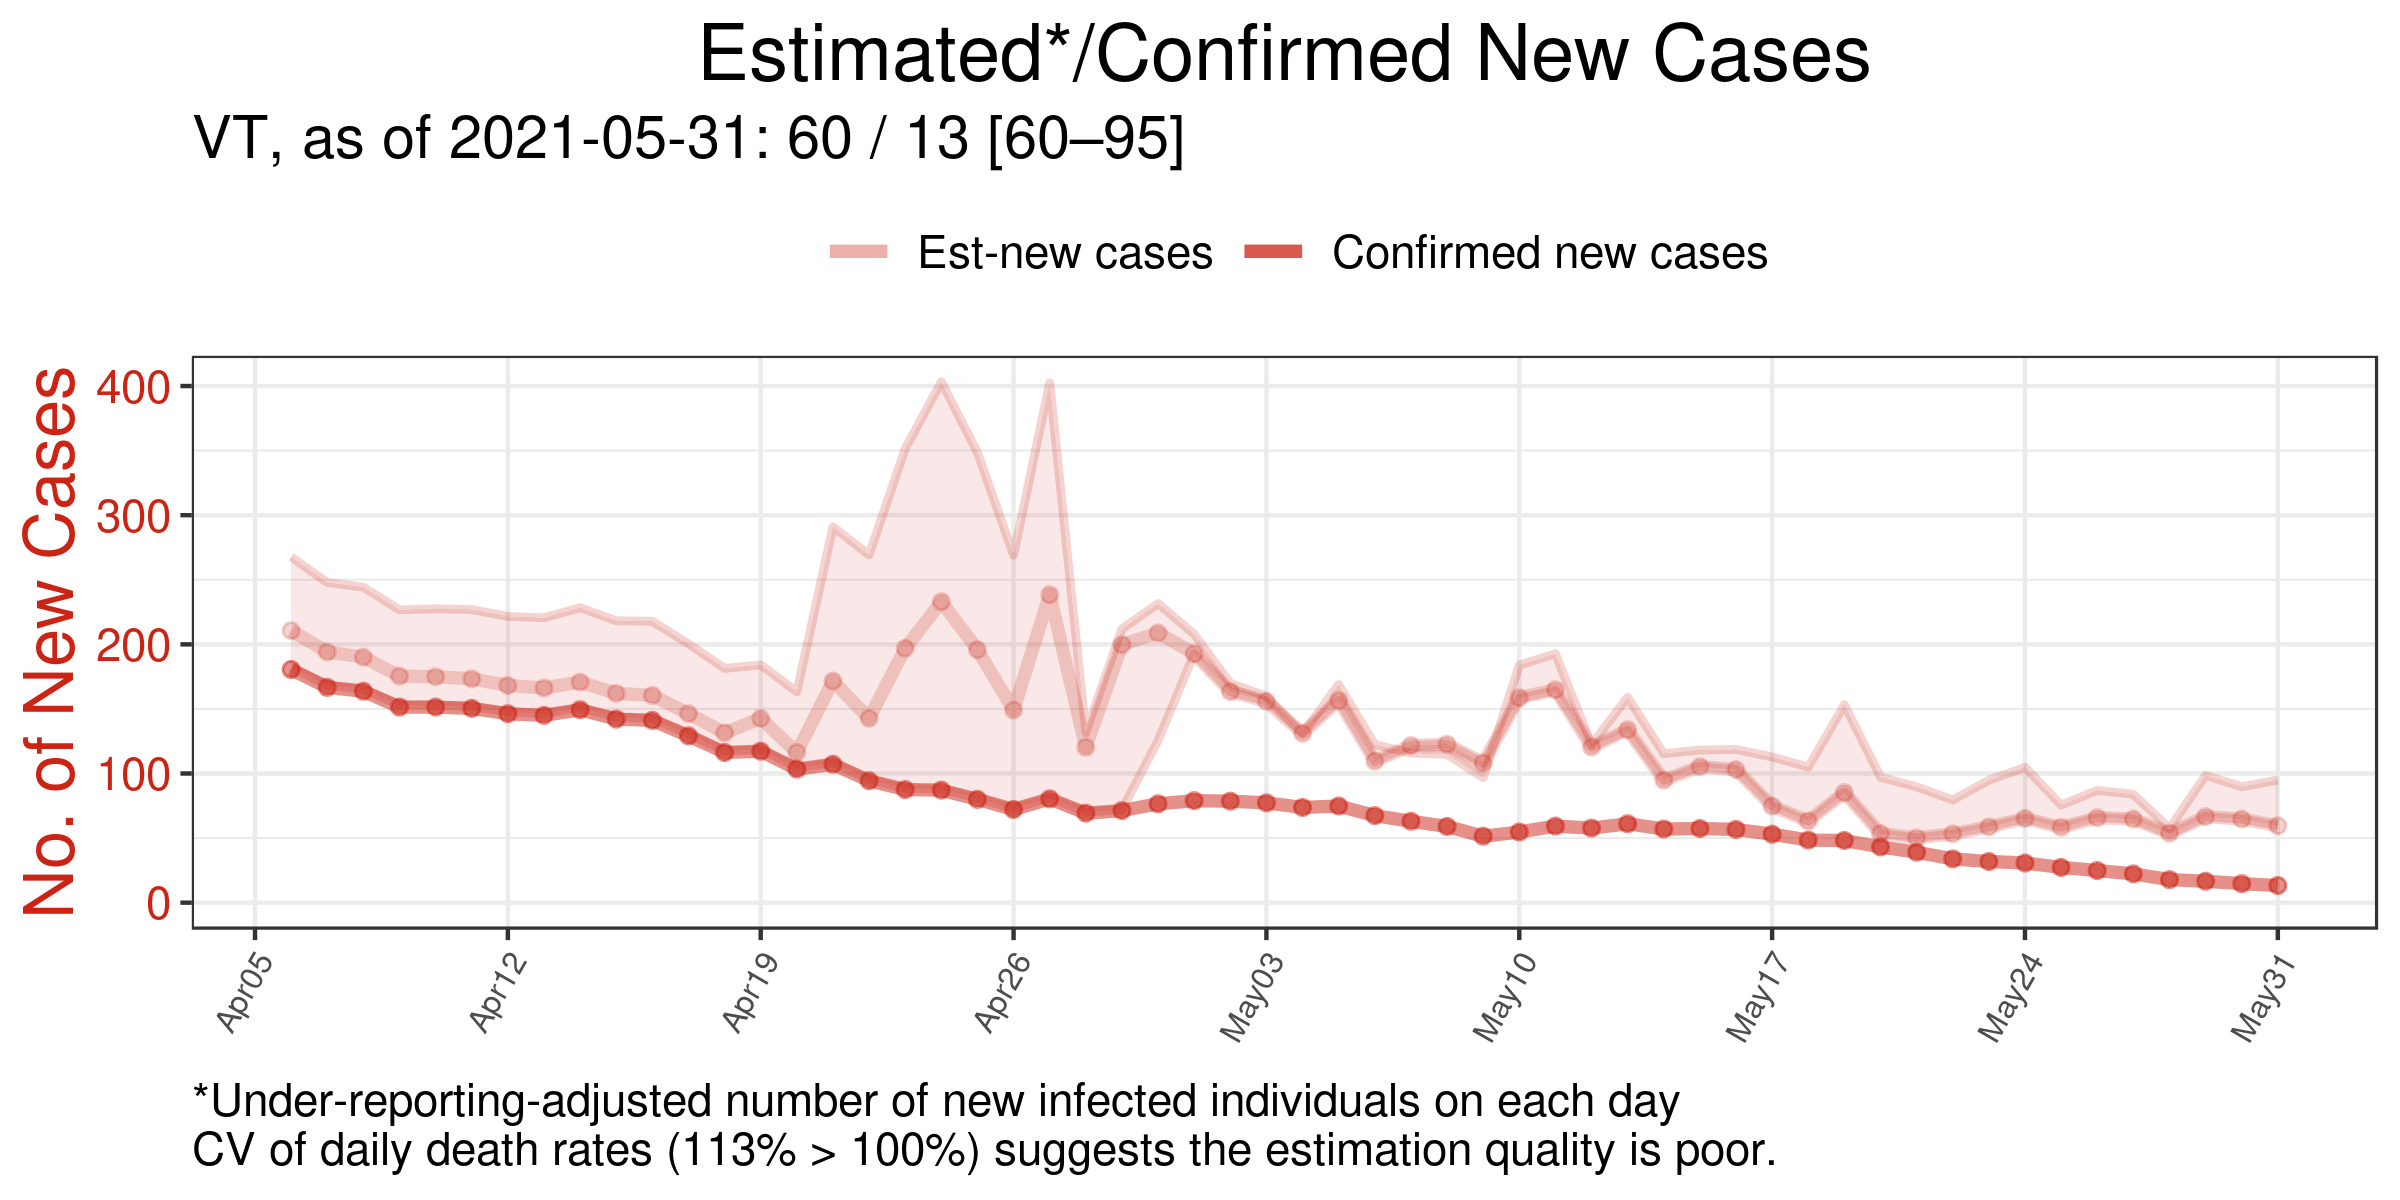 Estimated*/Confirmed New Cases
VT, as of 2021-05-31: 60 / 13 [60–95]
Est-new cases
Confirmed new cases
No. of New Cases
400
300
200
100
0
Apr05
Apr12
Apr19
Apr26
May03
May10
May17
May24
May31
*Under-reporting-adjusted number of new infected individuals on each day
CV of daily death rates (113% > 100%) suggests the estimation quality is poor.